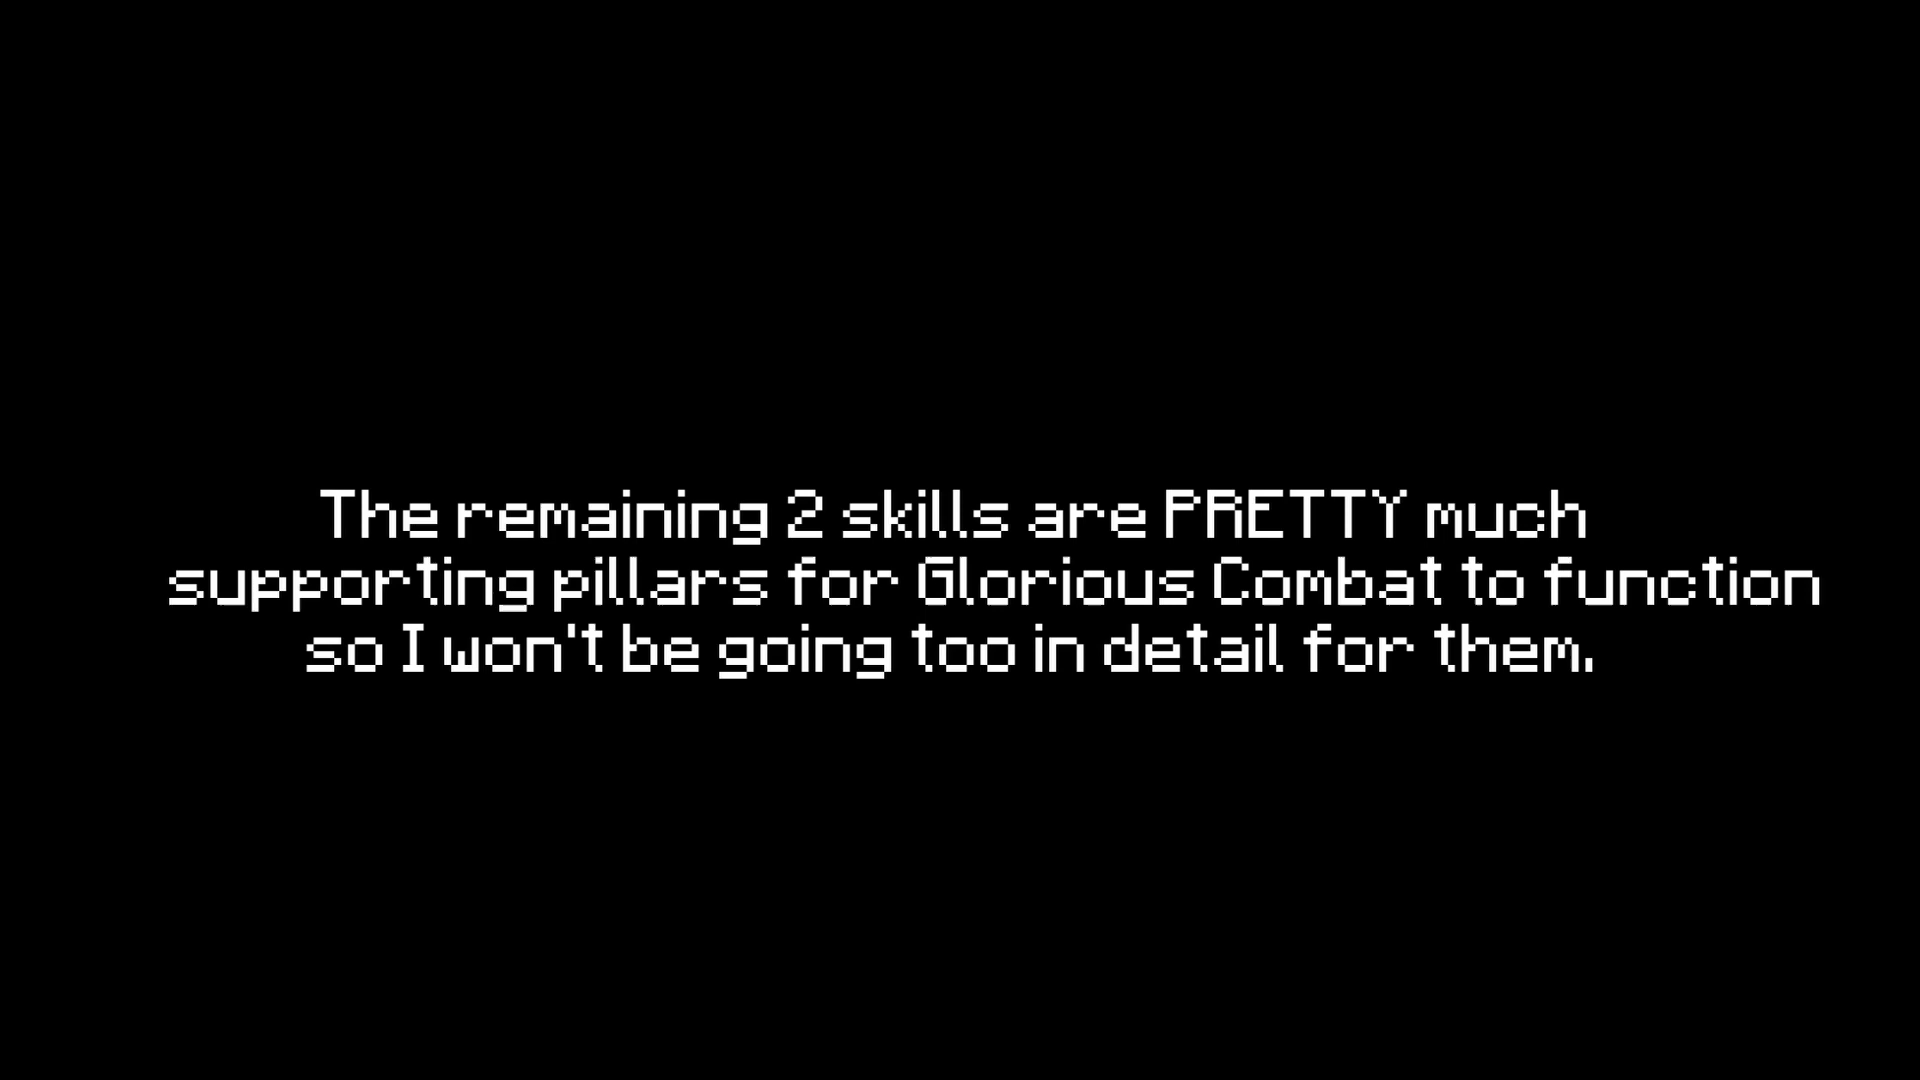 The remaining 2 skills are PRETTY much
supporting pillars for Glorious Combat to function
so I won't be going too in detail for them.